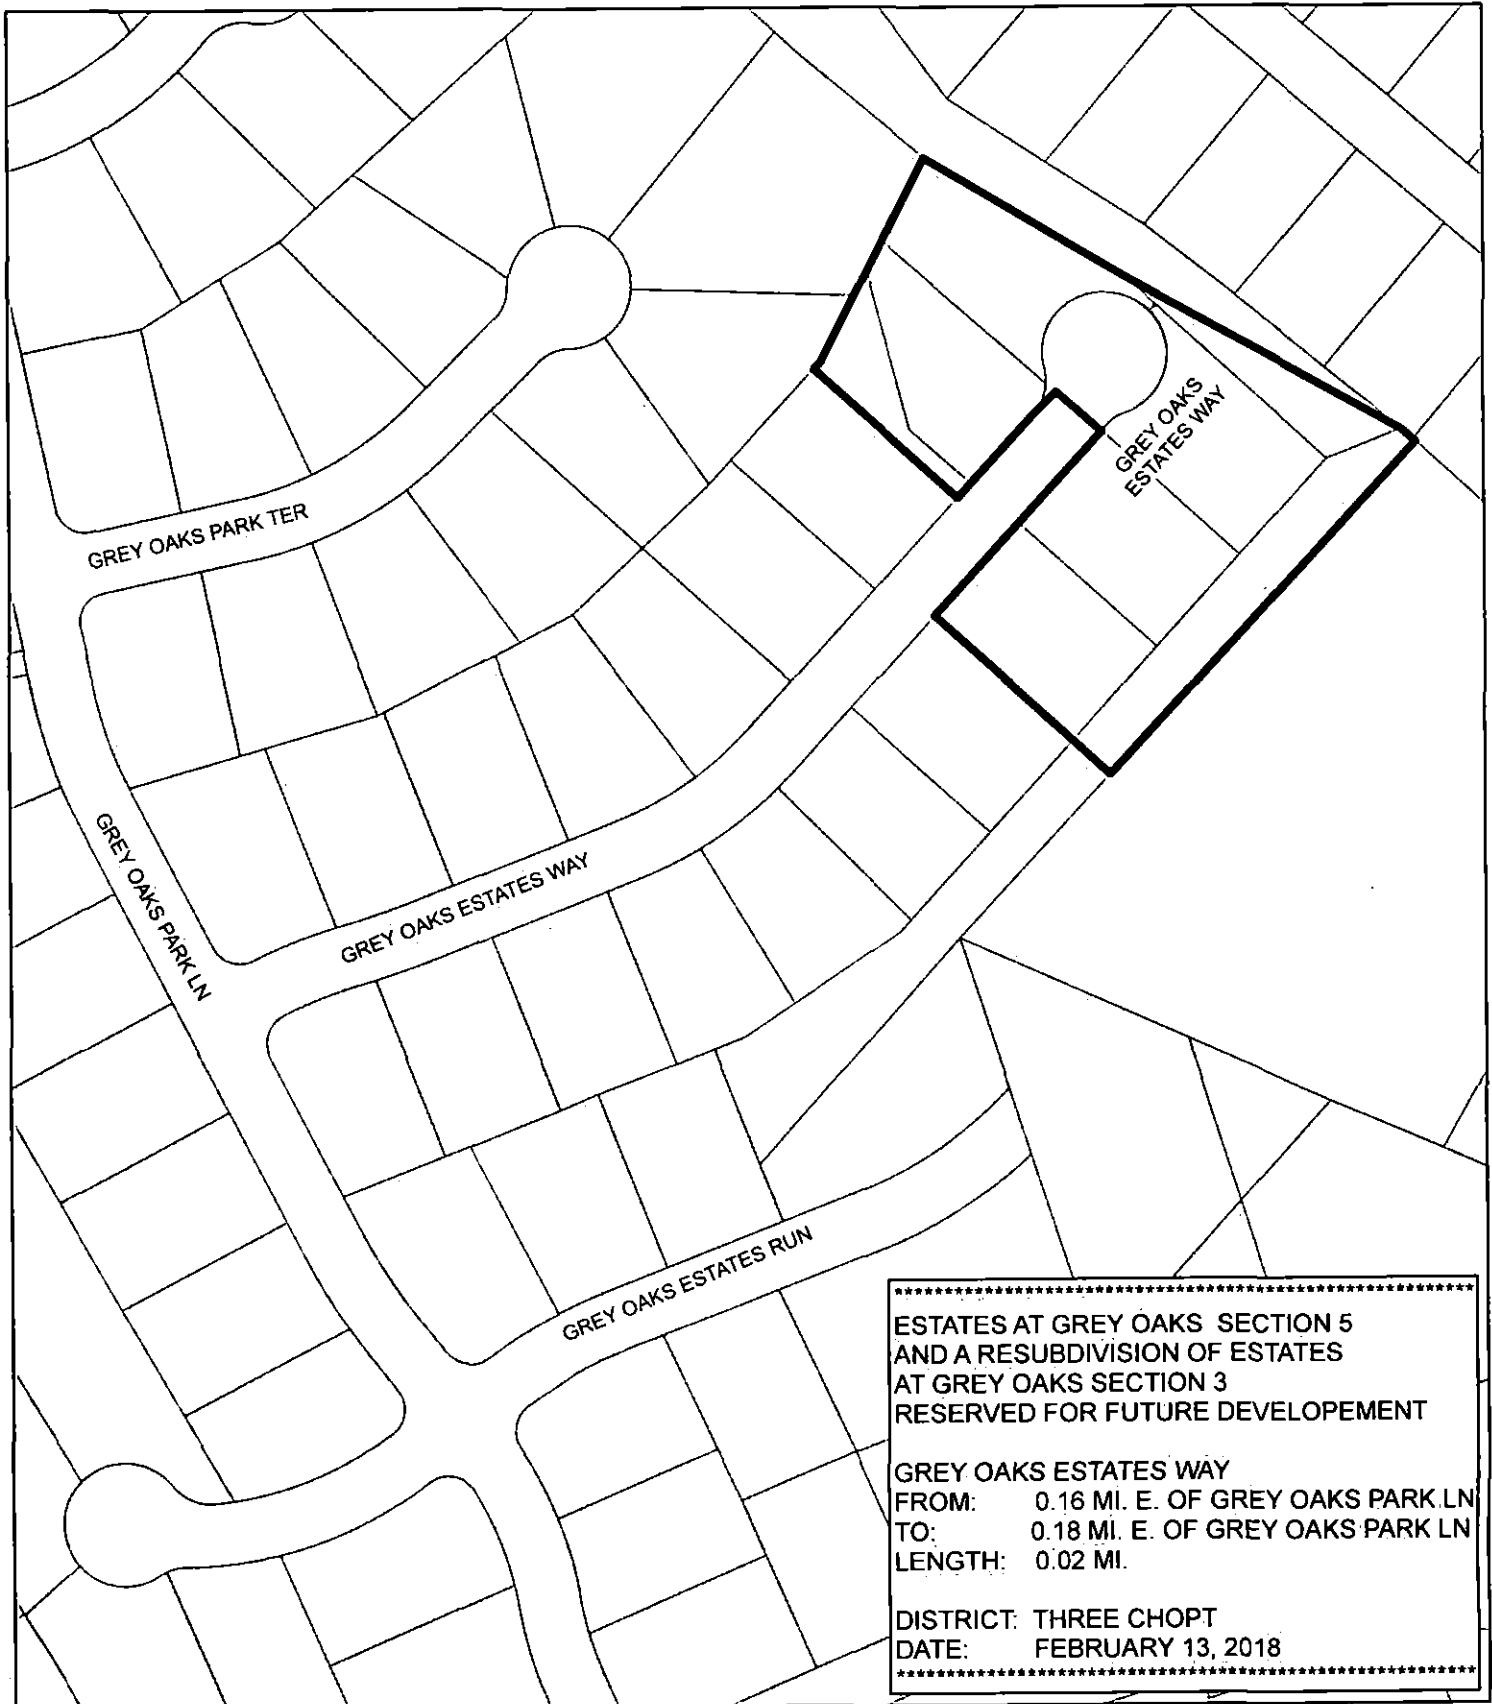 GREY OAKS
ESTATES WAY
GREY OAKS PARK TER
GREY OAKS PARK LN
GREY OAKS ESTATES WAY
GREY OAKS ESTATES RUN
****************************************************************
ESTATES AT GREY OAKS SECTION 5
AND A RESUBDIVISION OF ESTATES
AT GREY OAKS SECTION 3
RESERVED FOR FUTURE DEVELOPEMENT
GREY OAKS ESTATES WAY
FROM: 0.16 MI. E. OF GREY OAKS PARK LN
TO: 0.18 MI. E. OF GREY OAKS PARK LN
LENGTH: 0.02 MI.
DISTRICT: THREE CHOPT
DATE: FEBRUARY 13, 2018
****************************************************************